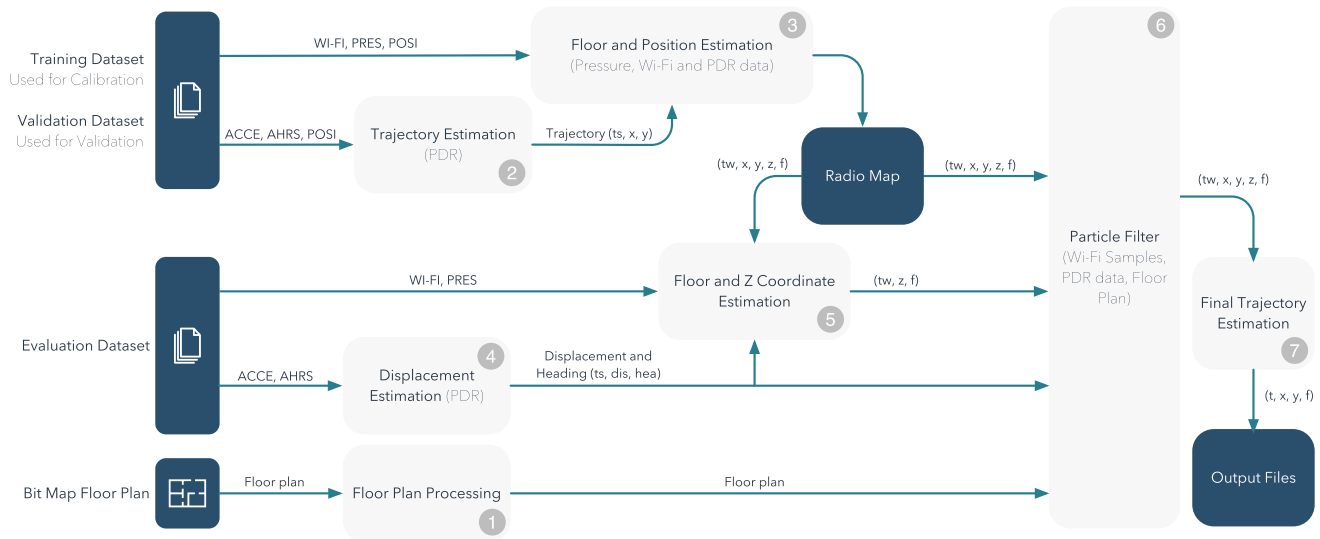 Training Dataset
Used for Calibration
Validation Dataset
Used for Validation
WI-FI, PRES, POSI
ACCE, AHRS, POSI
Trajectory Estimation
(PDR)
2
Trajectory (ts, x, y)
3
Floor and Position Estimation
(Pressure, Wi-Fi and PDR data)
Radio Map
(tw, x, y, z, f)
(tw, x, y, z, f)
Evaluation Dataset
WI-FI, PRES
ACCE, AHRS
4
Displacement
Estimation (PDR)
Displacement and
Heading (ts, dis, hea)
Floor and Z Coordinate
Estimation
5
(tw, z, f)
Bit Map Floor Plan
Floor plan
Floor Plan Processing
1
Floor plan
6
Particle Filter
(Wi-Fi Samples,
PDR data, Floor
Plan)
(tw, x, y, z, f)
Final Trajectory
Estimation
7
(t, x, y, f)
Output Files